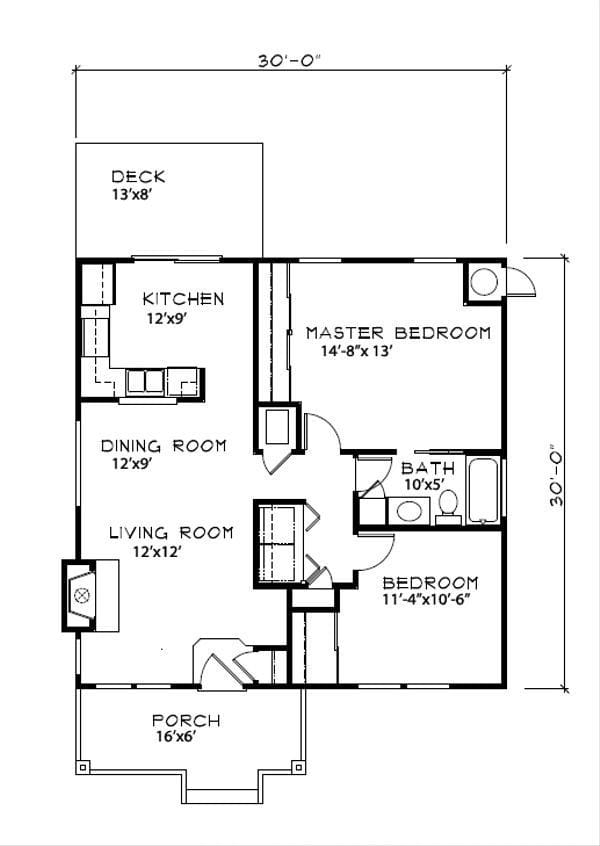 30'-0"
DECK
13'x8'
KITCHEN
12'x9'
MASTER BEDROOM
14'-8"x 13'
DINING ROOM
12'x9'
BATH
10'x5'
30'-0"
LIVING ROOM
12'x12'
BEDROOM
11'-4"x10'-6"
PORCH
16'x6'